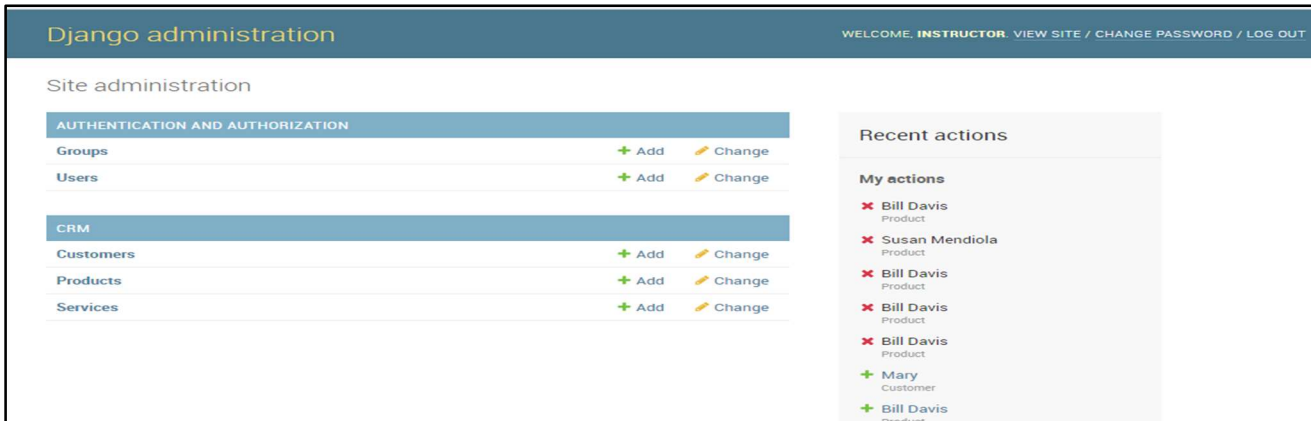 Django administration
WELCOME, INSTRUCTOR. VIEW SITE / CHANGE PASSWORD / LOG OUT
Site administration
AUTHENTICATION AND AUTHORIZATION
Groups + Add Change
Users + Add Change
CRM
Customers + Add Change
Products + Add Change
Services + Add Change
Recent actions
My actions
Bill Davis
Product
Susan Mendiola
Product
Bill Davis
Product
Bill Davis
Product
Bill Davis
Product
+ Mary
Customer
+ Bill Davis
Product